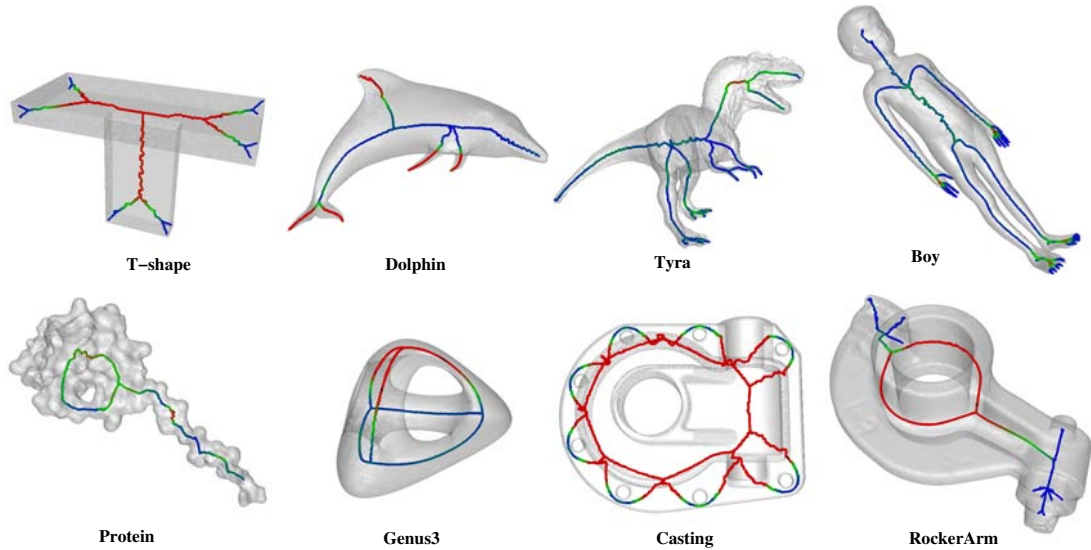 T-shape
Dolphin
Tyra
Boy
Protein
Genus3
Casting
RockerArm